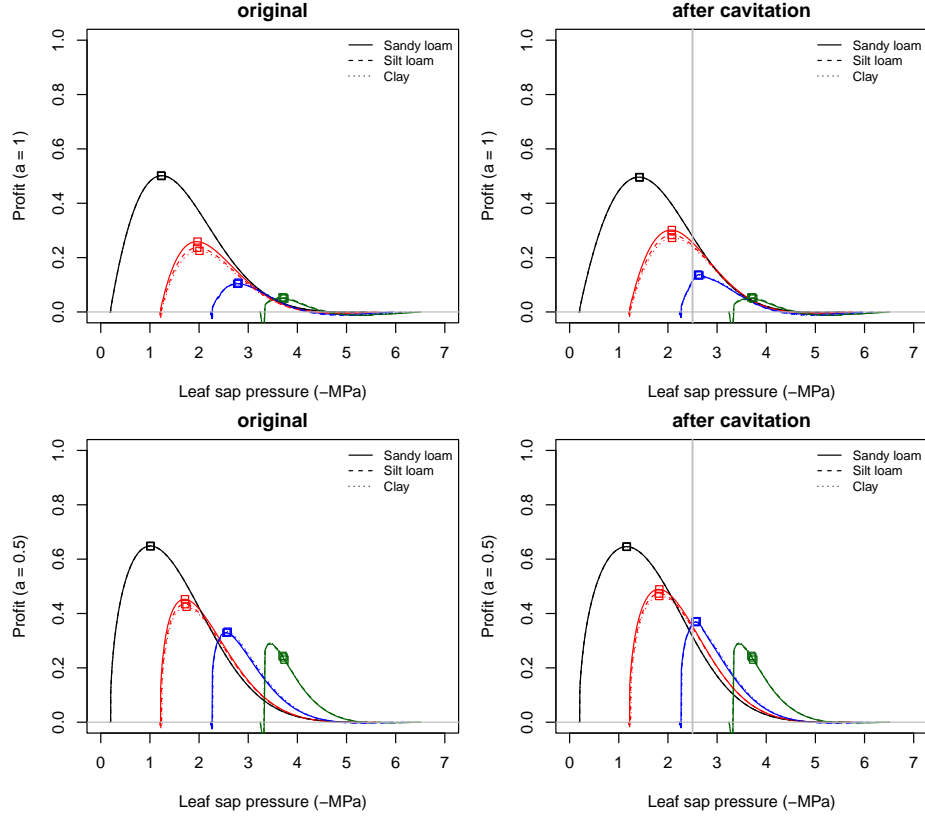 original
Profit (a = 1)
0.0 0.2 0.4 0.6 0.8 1.0
Sandy loam
Silt loam
Clay
0 1 2 3 4 5 6 7
Leaf sap pressure (−MPa)
after cavitation
Profit (a = 1)
0.0 0.2 0.4 0.6 0.8 1.0
Sandy loam
Silt loam
Clay
0 1 2 3 4 5 6 7
Leaf sap pressure (−MPa)
original
Profit (a = 0.5)
0.0 0.2 0.4 0.6 0.8 1.0
Sandy loam
Silt loam
Clay
0 1 2 3 4 5 6 7
Leaf sap pressure (−MPa)
after cavitation
Profit (a = 0.5)
0.0 0.2 0.4 0.6 0.8 1.0
Sandy loam
Silt loam
Clay
0 1 2 3 4 5 6 7
Leaf sap pressure (−MPa)